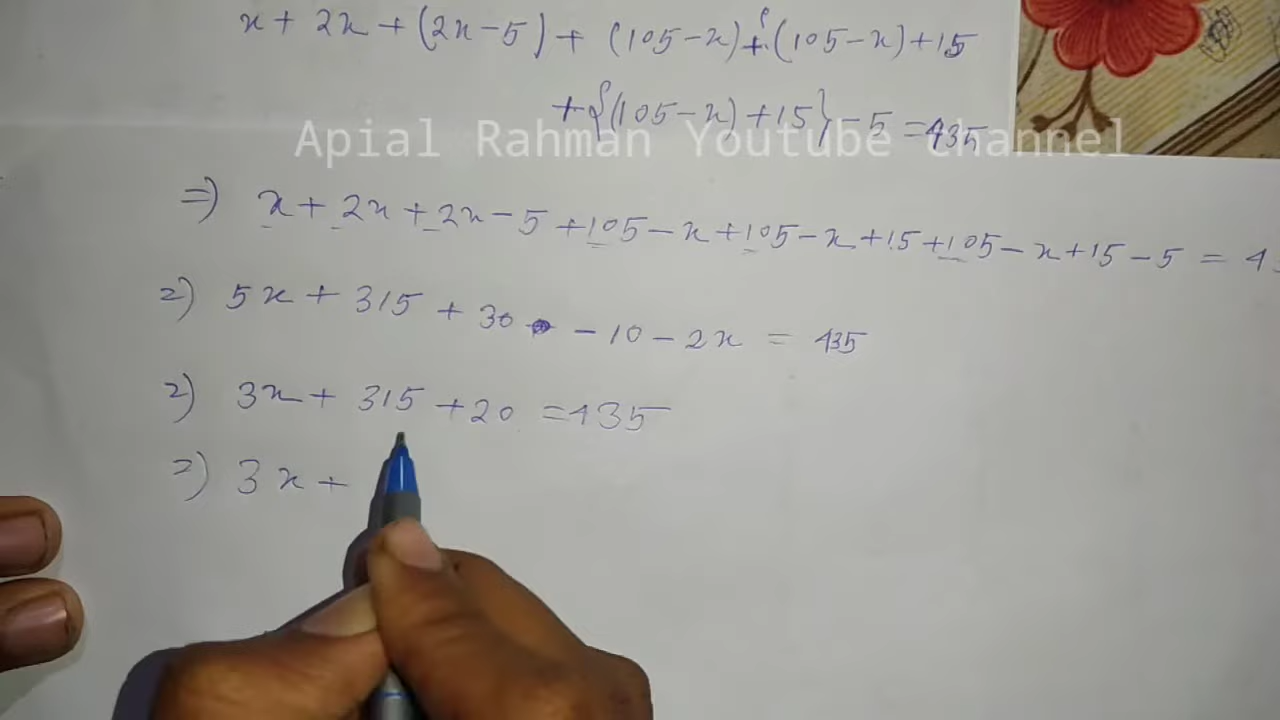 x + 2x + (2x - 5) + (105 - x) + (105 - x) + 15
+ {(105 - x) + 15} - 5 = 435
Apial Rahman Youtube Channel
=) x + 2x + 2x - 5 + 105 - x + 105 - x + 15 + 105 - x + 15 - 5 = 4
=) 5x + 315 + 30 - 10 - 2x = 435
=) 3x + 315 + 20 = 435
=) 3x +